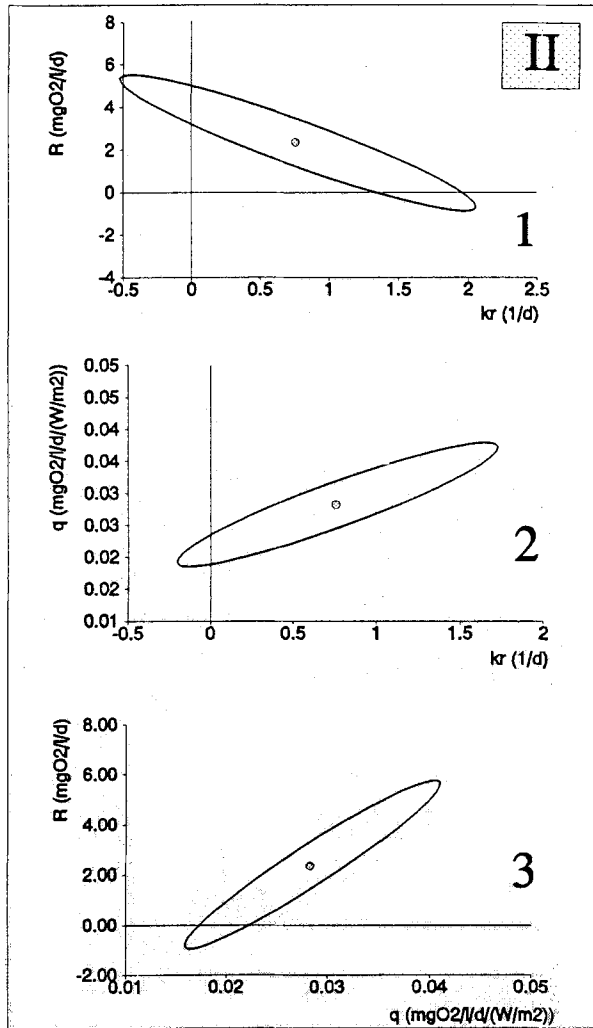 II
R (mgO2/l/d)
8
6
4
2
0
-2
-4
-0.5 0 0.5 1 1.5 2 2.5
kr (1/d)
1
q (mgO2/l/d/(W/m2))
0.05
0.04
0.03
0.03
0.02
0.02
0.01
-0.5 0 0.5 1 1.5 2
kr (1/d)
2
0.05
R (mgO2/l/d)
8.00
6.00
4.00
2.00
0.00
-2.00
0.01 0.02 0.03 0.04 0.05
q (mgO2/l/d/(W/m2))
3